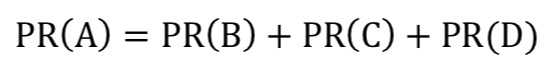 PR(A) = PR(B) + PR(C) + PR(D)